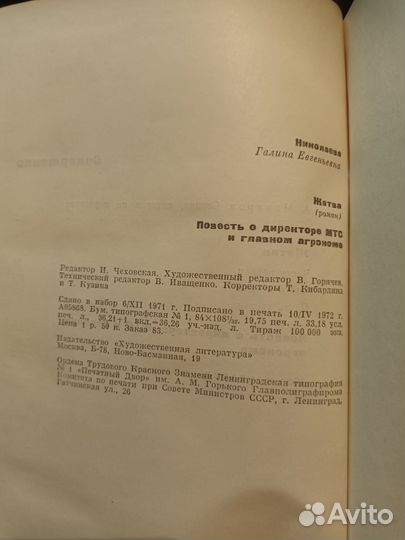 Николаева
Галина Евгеньевна
Жатва
(роман)
Повесть о директоре МТС
и главном агрономе
Редактор И. Чеховская, Художественный редактор В. Горячев
Технический редактор В. Иващенко. Корректоры Т. Кибардина
и Т. Кузина
Сдано в набор 6/XII 1971 г. Подписано в печать 10/IV 1972 г.
А05868. Бум. типографская № 1, 84×108¹/₃₂. 19,75 печ. л. 33,18 усл.
печ. л., 36,21+1 вкл.=36,26 уч.-изд. л. Тираж 100 000 экз.
Заказ 83. Цена 1 р. 50 к.
Издательство «Художественная литература»
Москва, Б-78, Ново-Басманная, 19
Ордена Трудового Красного Знамени Ленинградская типография
№ 1 «Печатный Двор» им. А. М. Горького Главполиграфпрома
Комитета по печати при Совете Министров СССР, г. Ленинград,
Гатчинская ул., 26
Avito